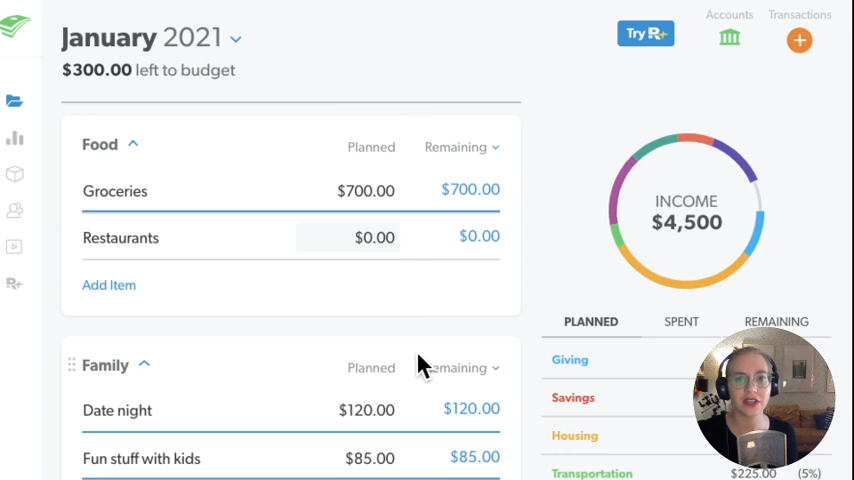 Accounts Transactions
January 2021
Try R+
$300.00 left to budget
Food Planned Remaining
Groceries $700.00 $700.00
Restaurants $0.00 $0.00
Add Item
INCOME
$4,500
PLANNED SPENT REMAINING
Giving
Savings
Housing
Transportation $225.00 (5%)
Family Planned emaining
Date night $120.00 $120.00
Fun stuff with kids $85.00 $85.00
R+